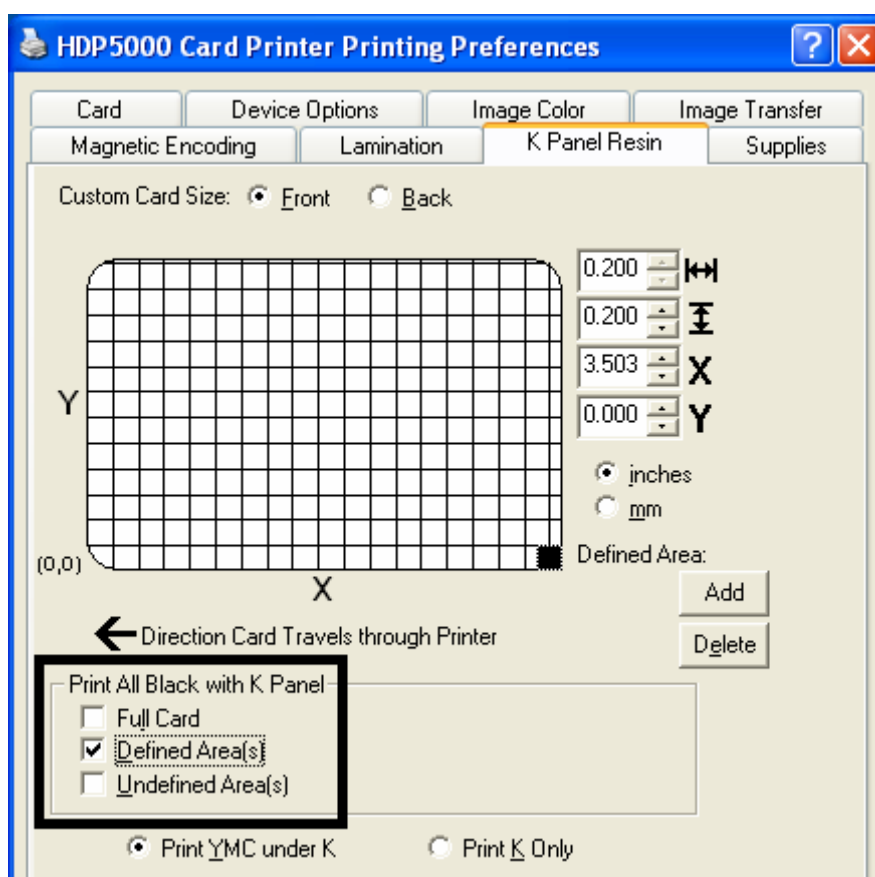 HDP5000 Card Printer Printing Preferences
Card Device Options Image Color Image Transfer
Magnetic Encoding Lamination K Panel Resin Supplies
Custom Card Size: Front Back
0.200
0.200
3.503 X
Y 0.000 Y
inches
mm
(0,0) Defined Area:
X Add
Direction Card Travels through Printer Delete
Print All Black with K Panel
Full Card
Defined Area(s)
Undefined Area(s)
Print YMC under K Print K Only